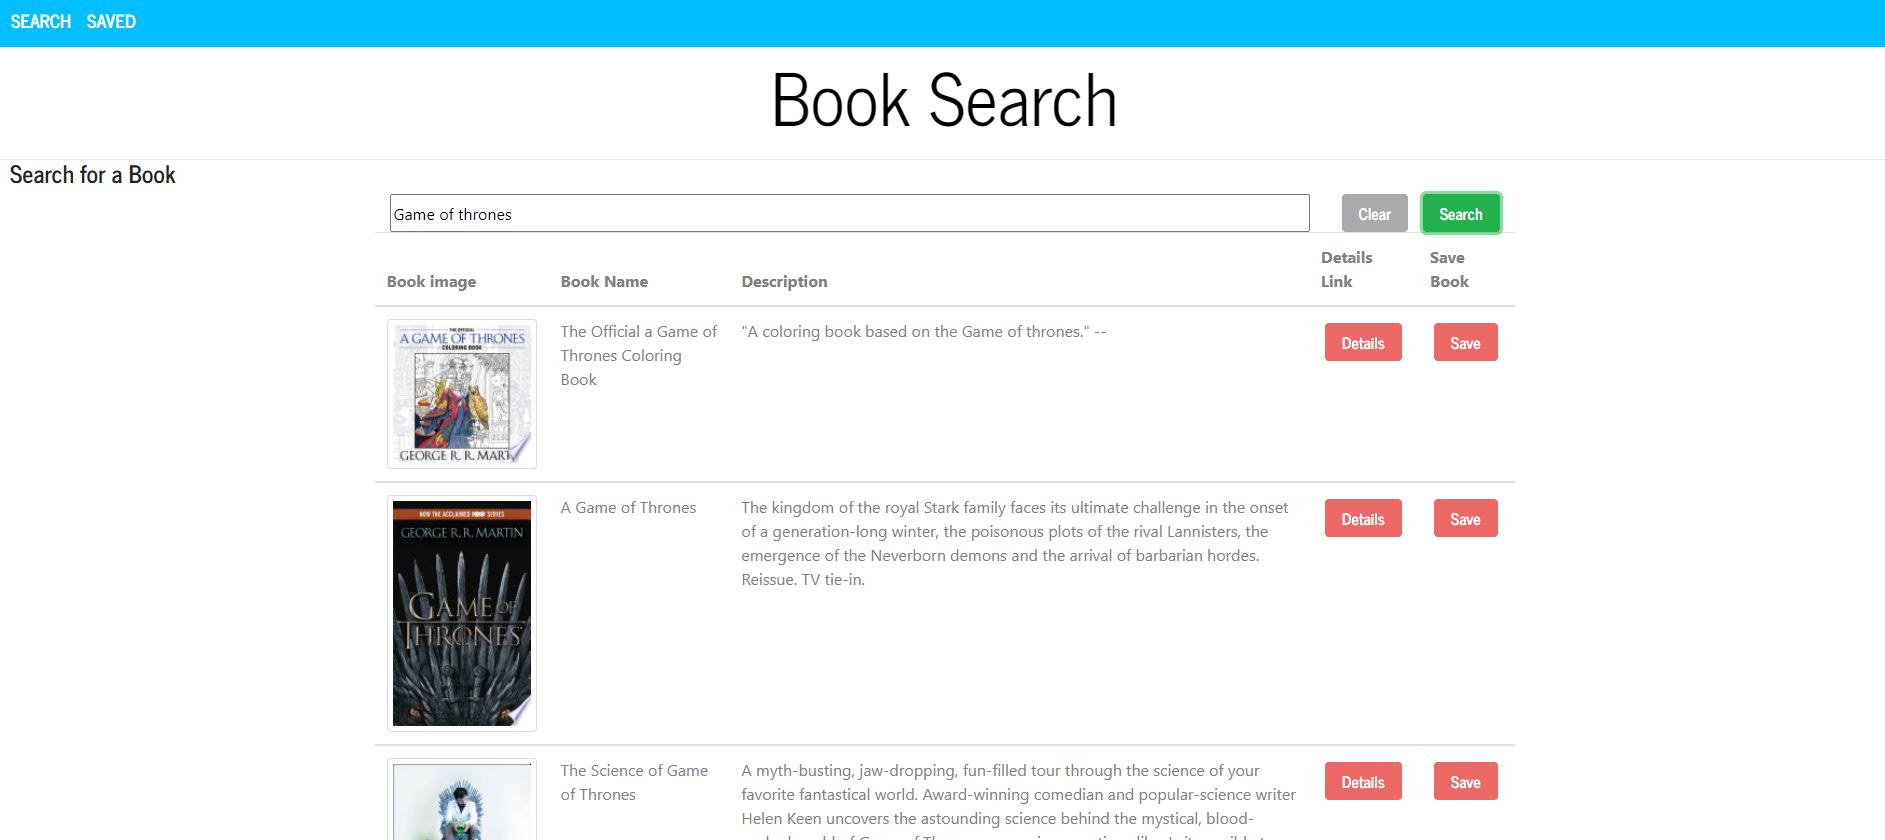 SEARCH SAVED
Book Search
Search for a Book
Game of thrones
Clear
Search
Book image
Book Name
Description
Details
Link
Save
Book
THE OFFICIAL
A GAME OF THRONES
COLORING BOOK
GEORGE R. R. MARTIN
The Official a Game of
Thrones Coloring
Book
"A coloring book based on the Game of thrones." --
Details
Save
NOW THE ACCLAIMED HBO SERIES
GEORGE R. R. MARTIN
GAME OF
THRONES
A Game of Thrones
The kingdom of the royal Stark family faces its ultimate challenge in the onset
of a generation-long winter, the poisonous plots of the rival Lannisters, the
emergence of the Neverborn demons and the arrival of barbarian hordes.
Reissue. TV tie-in.
Details
Save
The Science of Game
of Thrones
A myth-busting, jaw-dropping, fun-filled tour through the science of your
favorite fantastical world. Award-winning comedian and popular-science writer
Helen Keen uncovers the astounding science behind the mystical, blood-
Details
Save